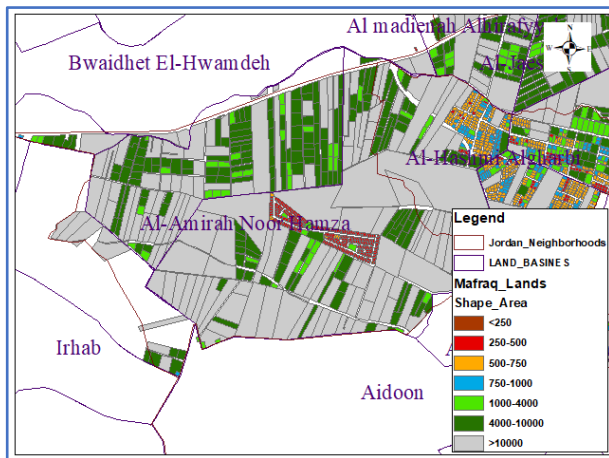 Al madienah Alhirafyy
N
W E
S
Bwaidhet El-Hwamdeh
Al-Jaes
Al-Hashmi Algharbi
Al-Amirah Noor Hamza
Irhab
Aidoon
Legend
Jordan_Neighborhoods
LAND_BASINES
Mafraq_Lands
Shape_Area
<250
250-500
500-750
750-1000
1000-4000
4000-10000
>10000